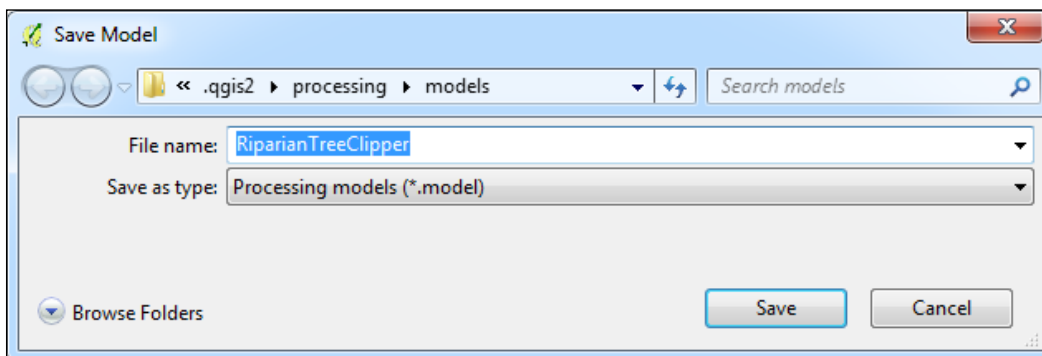 Save Model
« .qgis2 ▸ processing ▸ models Search models
File name: RiparianTreeClipper
Save as type: Processing models (*.model)
Browse Folders Save Cancel